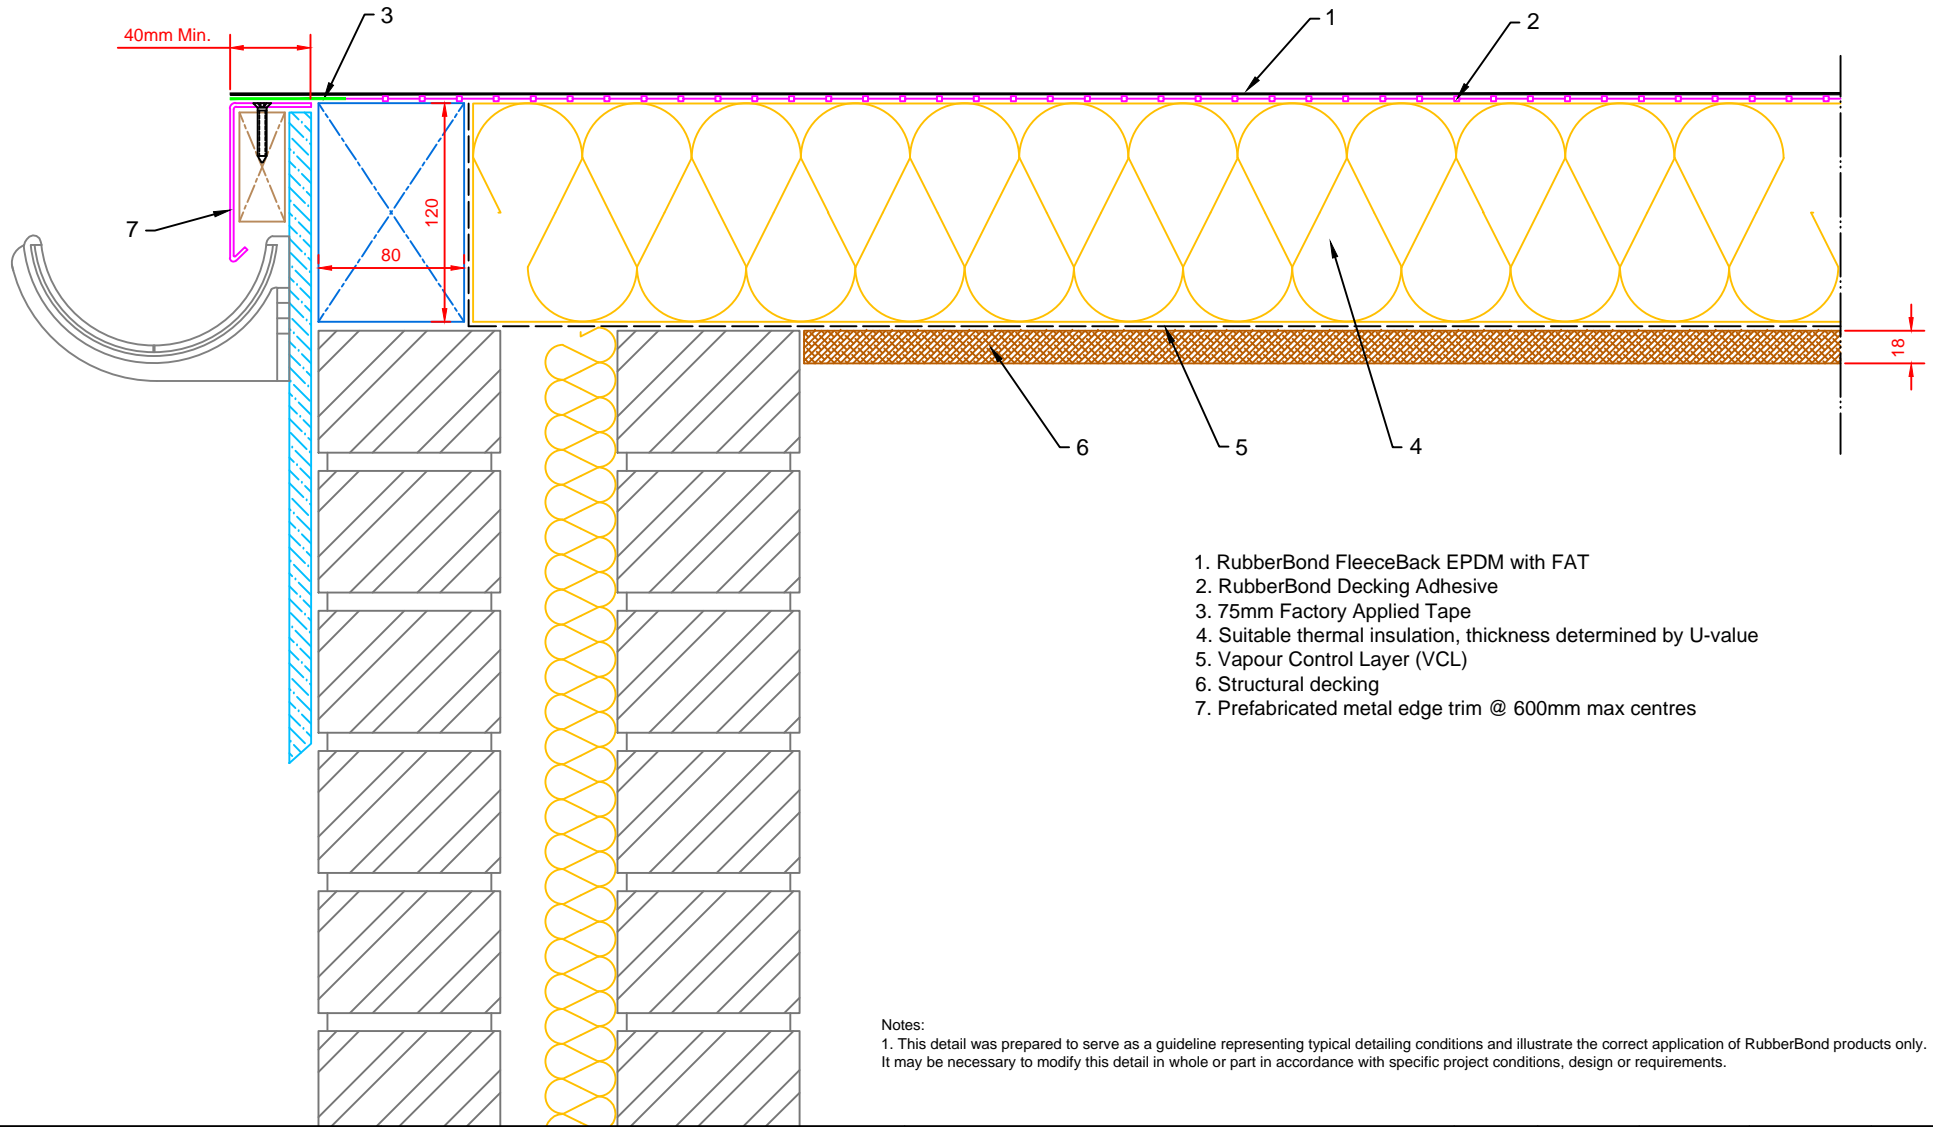 3
1
2
40mm Min.
7
120
80
18
6
5
4
1. RubberBond FleeceBack EPDM with FAT
2. RubberBond Decking Adhesive
3. 75mm Factory Applied Tape
4. Suitable thermal insulation, thickness determined by U-value
5. Vapour Control Layer (VCL)
6. Structural decking
7. Prefabricated metal edge trim @ 600mm max centres
Notes:
1. This detail was prepared to serve as a guideline representing typical detailing conditions and illustrate the correct application of RubberBond products only.
It may be necessary to modify this detail in whole or part in accordance with specific project conditions, design or requirements.